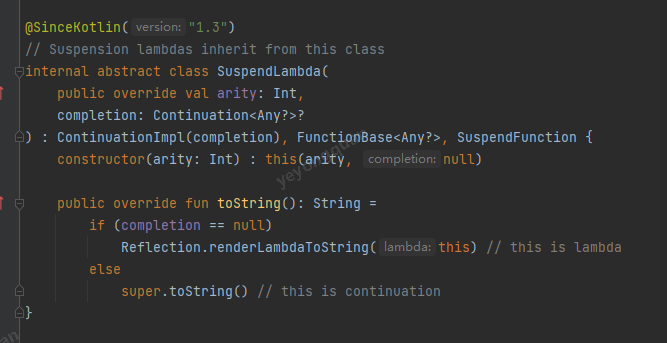 @SinceKotlin( version: "1.3")
// Suspension lambdas inherit from this class
internal abstract class SuspendLambda(
    public override val arity: Int,
    completion: Continuation<Any?>?
) : ContinuationImpl(completion), FunctionBase<Any?>, SuspendFunction {
    constructor(arity: Int) : this(arity, completion: null)

    public override fun toString(): String =
        if (completion == null)
            Reflection.renderLambdaToString( lambda: this) // this is lambda
        else
            super.toString() // this is continuation
}